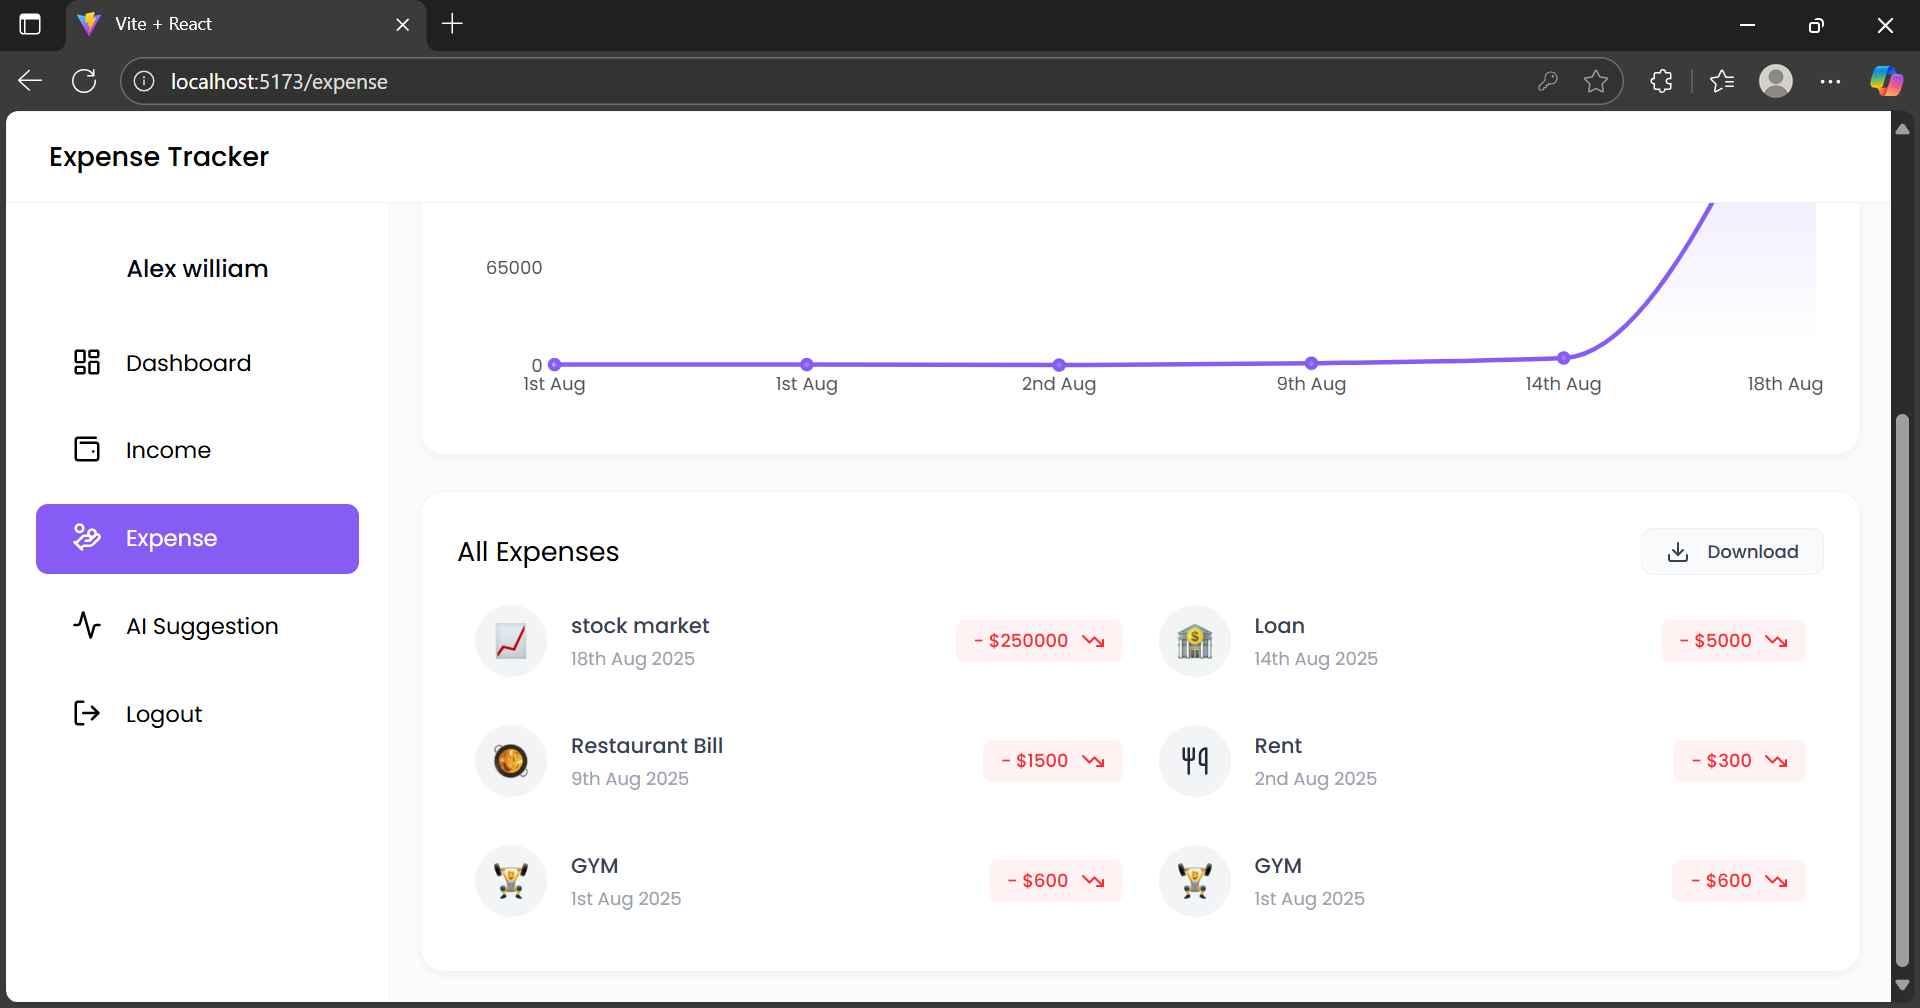 Vite + React
localhost:5173/expense
Expense Tracker
Alex william
Dashboard
Income
Expense
AI Suggestion
Logout
65000
0
1st Aug
1st Aug
2nd Aug
9th Aug
14th Aug
18th Aug
All Expenses
Download
stock market
18th Aug 2025
- $250000
Loan
14th Aug 2025
- $5000
Restaurant Bill
9th Aug 2025
- $1500
Rent
2nd Aug 2025
- $300
GYM
1st Aug 2025
- $600
GYM
1st Aug 2025
- $600